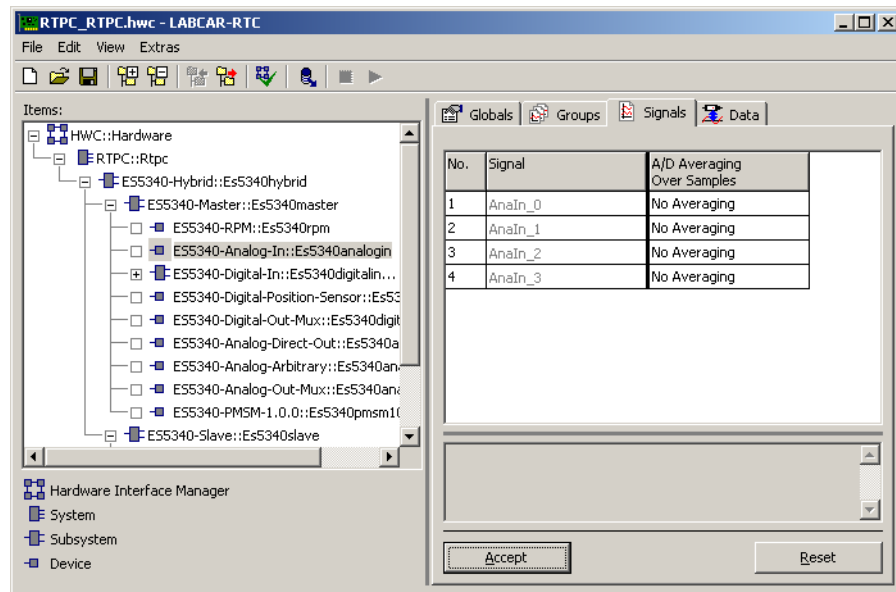 RTPC_RTPC.hwc - LABCAR-RTC
File Edit View Extras
Items:
HWC::Hardware
RTPC::Rtpc
ES5340-Hybrid::Es5340hybrid
ES5340-Master::Es5340master
ES5340-RPM::Es5340rpm
ES5340-Analog-In::Es5340analogin
ES5340-Digital-In::Es5340digitalin...
ES5340-Digital-Position-Sensor::Es53
ES5340-Digital-Out-Mux::Es5340digit
ES5340-Analog-Direct-Out::Es5340a
ES5340-Analog-Arbitrary::Es5340an
ES5340-Analog-Out-Mux::Es5340ana
ES5340-PMSM-1.0.0::Es5340pmsm10
ES5340-Slave::Es5340slave
Hardware Interface Manager
System
Subsystem
Device
Globals Groups Signals Data
No. Signal A/D Averaging
Over Samples
1 AnaIn_0 No Averaging
2 AnaIn_1 No Averaging
3 AnaIn_2 No Averaging
4 AnaIn_3 No Averaging
Accept Reset